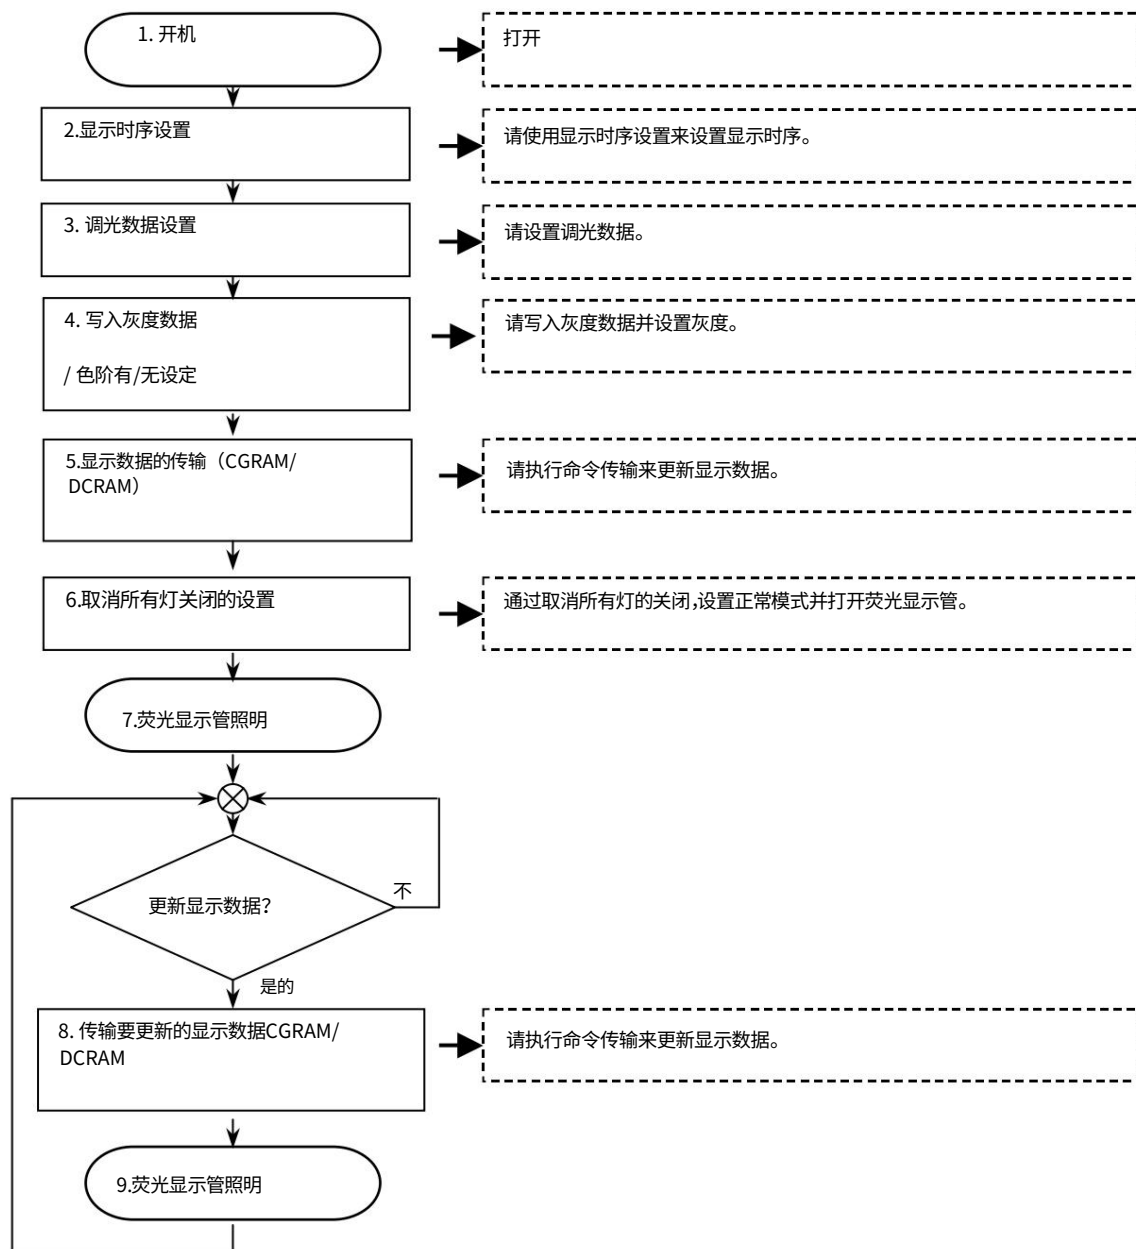 1. 开机
打开
2.显示时序设置
请使用显示时序设置来设置显示时序。
3. 调光数据设置
请设置调光数据。
4. 写入灰度数据
/ 色阶有/无设定
请写入灰度数据并设置灰度。
5.显示数据的传输（CGRAM/
DCRAM）
请执行命令传输来更新显示数据。
6.取消所有灯关闭的设置
通过取消所有灯的关闭,设置正常模式并打开荧光显示管。
7.荧光显示管照明
更新显示数据？
不
是的
8. 传输要更新的显示数据CGRAM/
DCRAM
请执行命令传输来更新显示数据。
9.荧光显示管照明